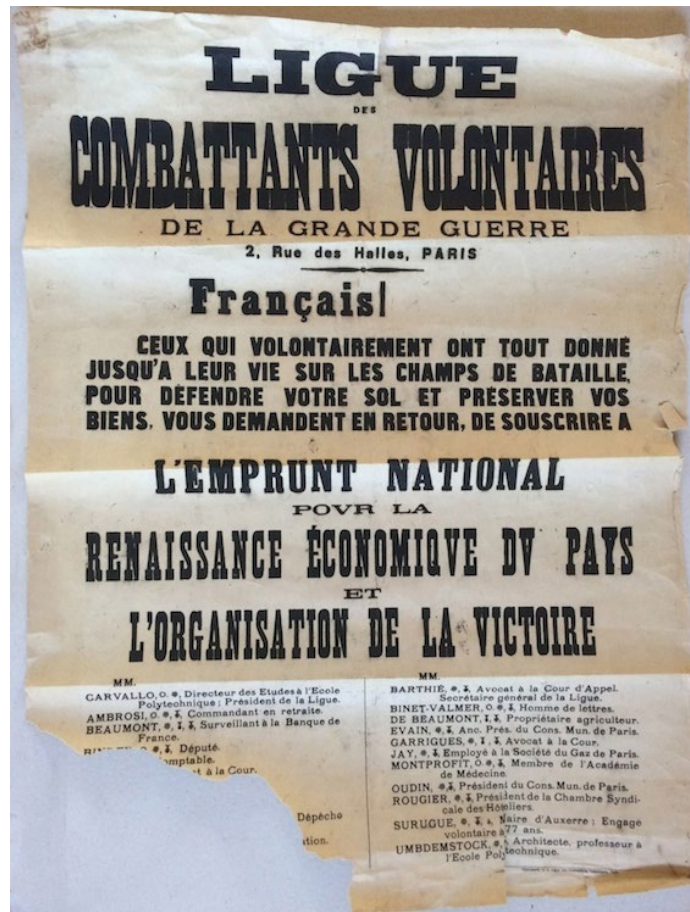 LIGUE
DES
COMBATTANTS VOLONTAIRES
DE LA GRANDE GUERRE
2, Rue des Halles, PARIS
Français!
CEUX QUI VOLONTAIREMENT ONT TOUT DONNÉ
JUSQU'A LEUR VIE SUR LES CHAMPS DE BATAILLE,
POUR DÉFENDRE VOTRE SOL ET PRÉSERVER VOS
BIENS, VOUS DEMANDENT EN RETOUR, DE SOUSCRIRE A
L'EMPRUNT NATIONAL
POVR LA
RENAISSANCE ÉCONOMIQVE DV PAYS
ET
L'ORGANISATION DE LA VICTOIRE
MM.
CARVALLO, O. Directeur des Etudes à l'Ecole
Polytechnique; Président de la Ligue.
AMBROSI, O. Commandant en retraite.
BEAUMONT, Surveillant à la Banque de
France.
Député.
à la Cour.
Dépêche
MM.
BARTHIÉ, Avocat à la Cour d'Appel.
Secrétaire général de la Ligue.
BINET-VALMER, O. Homme de lettres.
DE BEAUMONT, Propriétaire agriculteur.
EVAIN, Anc. Prés. du Cons. Mun. de Paris.
GARRIGUES, Avocat à la Cour.
JAY, Employé à la Société du Gaz de Paris.
MONTPROFIT, O. Membre de l'Académie
de Médecine.
OUDIN, Président du Cons. Mun. de Paris.
ROUGIER, Président de la Chambre Syndi-
cale des Hôteliers.
SURUGUE, Maire d'Auxerre; Engagé
volontaire à 77 ans.
UMBDEMSTOCK, Architecte, professeur à
l'Ecole Polytechnique.